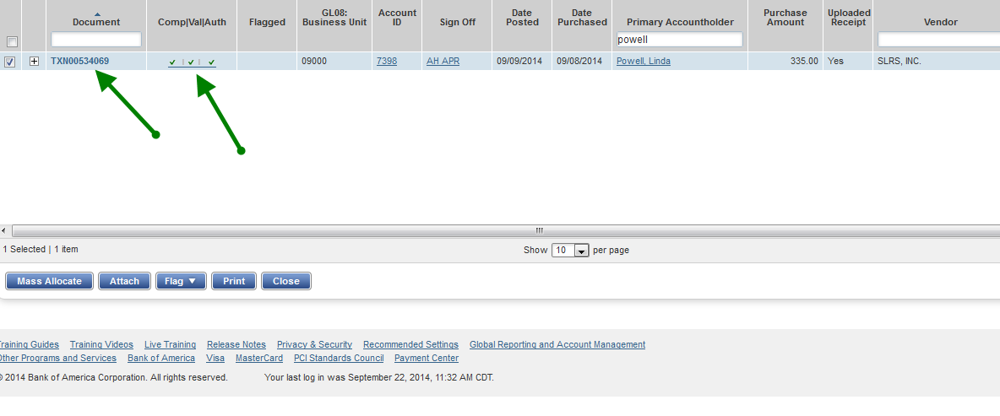 Document Comp|Val|Auth Flagged GL08: Business Unit Account ID Sign Off Date Posted Date Purchased Primary Accountholder Purchase Amount Uploaded Receipt Vendor
powell
TXN00534069 09000 7398 AH APR 09/09/2014 09/08/2014 Powell, Linda 335.00 Yes SLRS, INC.
1 Selected | 1 item Show 10 per page
Mass Allocate Attach Flag Print Close
raining Guides Training Videos Live Training Release Notes Privacy & Security Recommended Settings Global Reporting and Account Management
Other Programs and Services Bank of America Visa MasterCard PCI Standards Council Payment Center
© 2014 Bank of America Corporation. All rights reserved. Your last log in was September 22, 2014, 11:32 AM CDT.